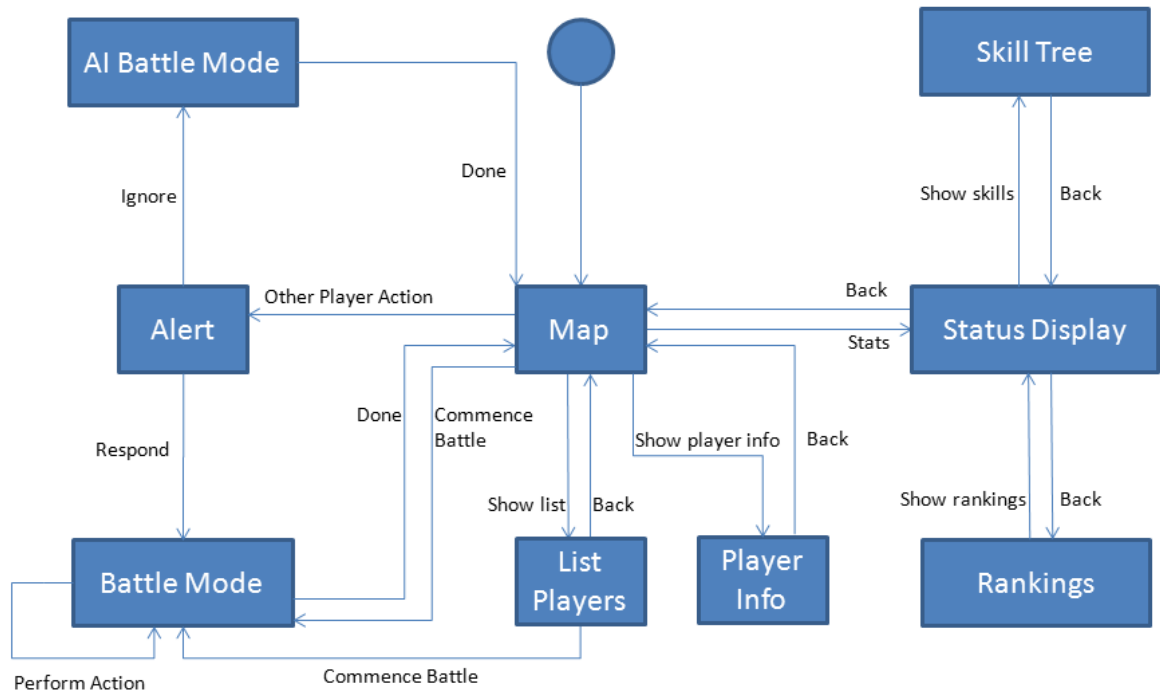 AI Battle Mode
Skill Tree
Done
Ignore
Show skills
Back
Other Player Action
Back
Alert
Map
Status Display
Stats
Done
Commence
Battle
Show player info
Back
Respond
Show list
Back
Show rankings
Back
Battle Mode
List
Players
Player
Info
Rankings
Commence Battle
Perform Action